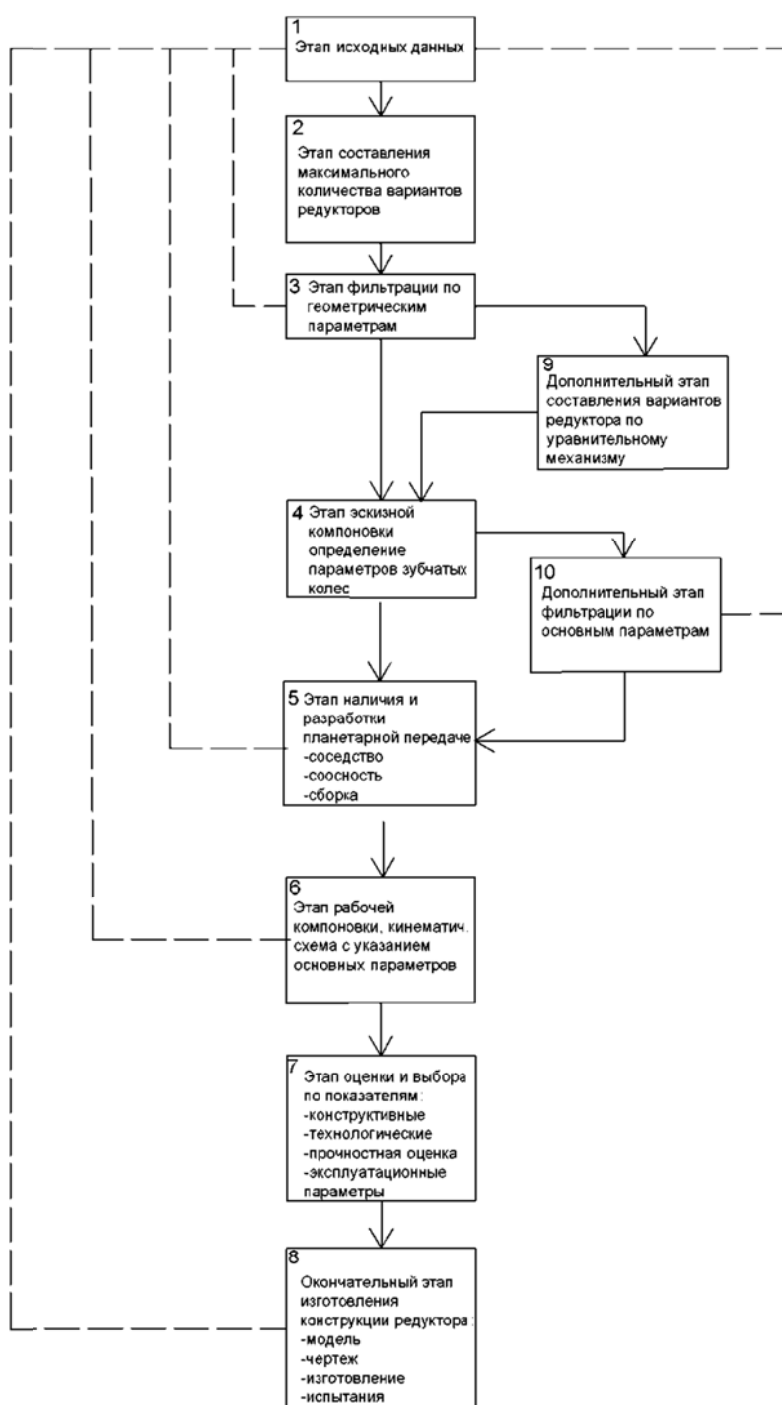 1
Этап исходных данных
2
Этап составления
максимального
количества вариантов
редукторов
3 Этап фильтрации по
геометрическим
параметрам
9
Дополнительный этап
составления вариантов
редуктора по
уравнительному
механизму
4 Этап эскизной
компоновки
определение
параметров зубчатых
колес
10
Дополнительный этап
фильтрации по
основным параметрам
5 Этап наличия и
разработки
планетарной передаче
-соседство
-соосность
-сборка
6
Этап рабочей
компоновки, кинематич.
схема с указанием
основных параметров
7
Этап оценки и выбора
по показателям:
-конструктивные
-технологические
-прочностная оценка
-эксплуатационные
параметры
8
Окончательный этап
изготовления
конструкции редуктора:
-модель
-чертеж
-изготовление
-испытания